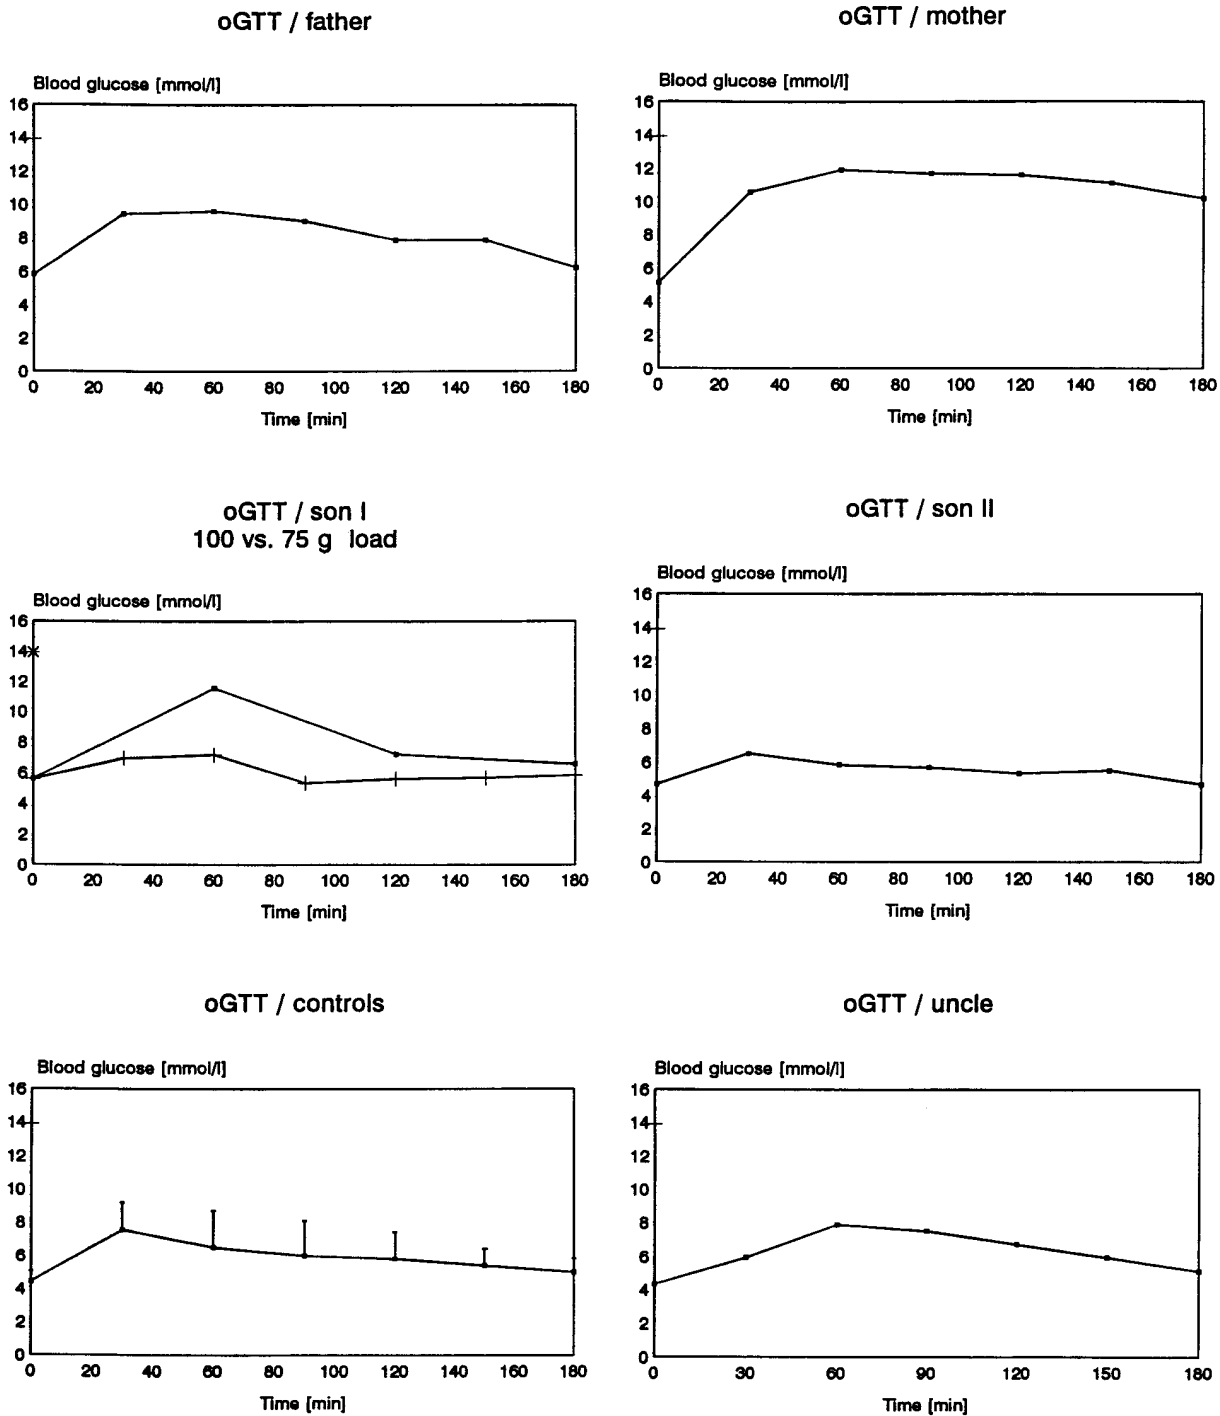 oGTT / father
Blood glucose [mmol/l]
16
14
12
10
8
6
4
2
0
0 20 40 60 80 100 120 140 160 180
Time [min]
oGTT / mother
Blood glucose [mmol/l]
16
14
12
10
8
6
4
2
0
0 20 40 60 80 100 120 140 160 180
Time [min]
oGTT / son I
100 vs. 75 g load
Blood glucose [mmol/l]
16
14
12
10
8
6
4
2
0
0 20 40 60 80 100 120 140 160 180
Time [min]
oGTT / son II
Blood glucose [mmol/l]
16
14
12
10
8
6
4
2
0
0 20 40 60 80 100 120 140 160 180
Time [min]
oGTT / controls
Blood glucose [mmol/l]
16
14
12
10
8
6
4
2
0
0 20 40 60 80 100 120 140 160 180
Time [min]
oGTT / uncle
Blood glucose [mmol/l]
16
14
12
10
8
6
4
2
0
0 30 60 90 120 150 180
Time [min]